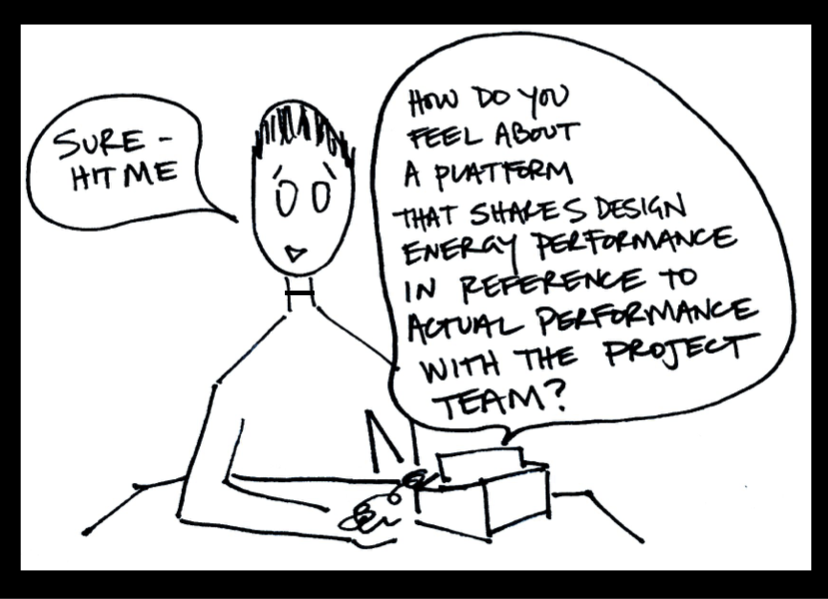 SURE -
HIT ME
HOW DO YOU
FEEL ABOUT
A PLATFORM
THAT SHARES DESIGN
ENERGY PERFORMANCE
IN REFERENCE TO
ACTUAL PERFORMANCE
WITH THE PROJECT
TEAM?